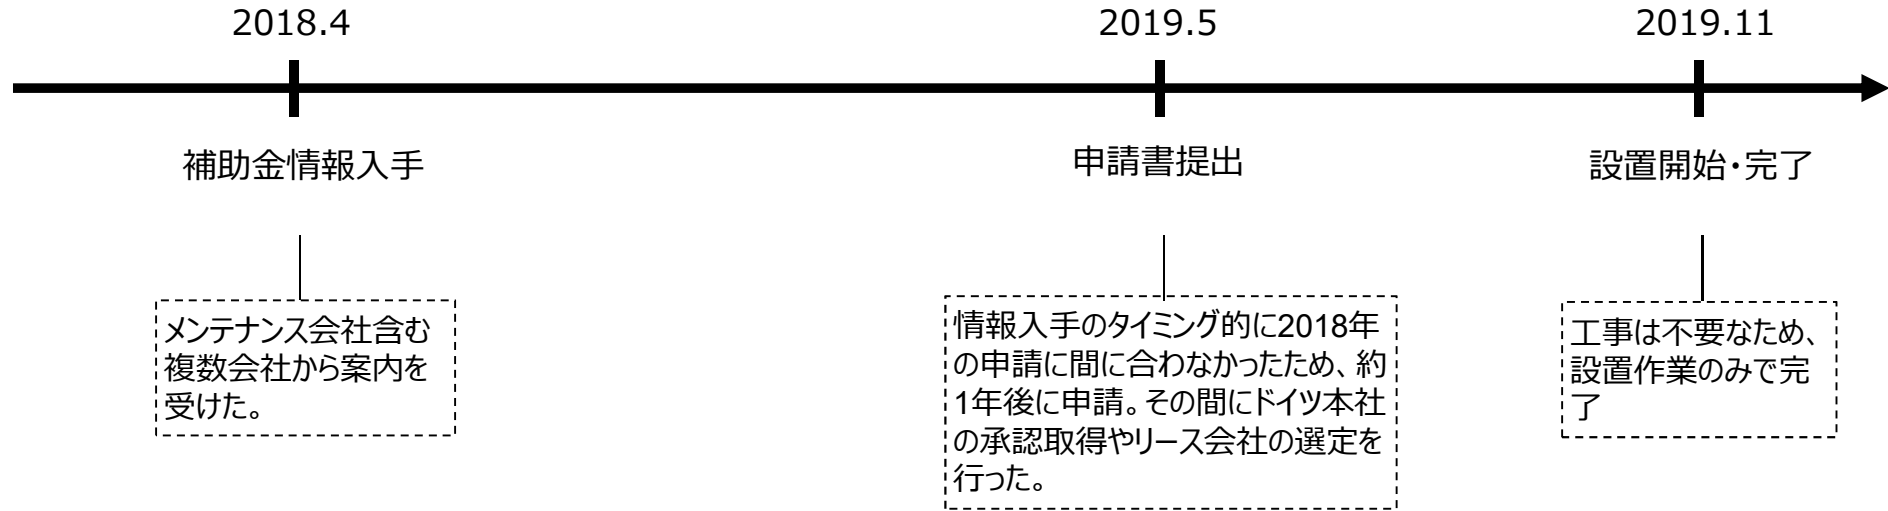 2018.4
2019.5
2019.11
補助金情報入手
申請書提出
設置開始・完了
メンテナンス会社含む
複数会社から案内を
受けた。
情報入手のタイミング的に2018年
の申請に間に合わなかったため、約
1年後に申請。その間にドイツ本社
の承認取得やリース会社の選定を
行った。
工事は不要なため、
設置作業のみで完
了